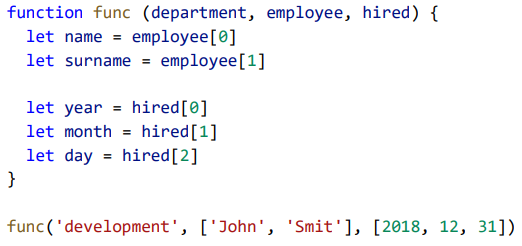 function func (department, employee, hired) {
  let name = employee[0]
  let surname = employee[1]

  let year = hired[0]
  let month = hired[1]
  let day = hired[2]
}

func('development', ['John', 'Smit'], [2018, 12, 31])